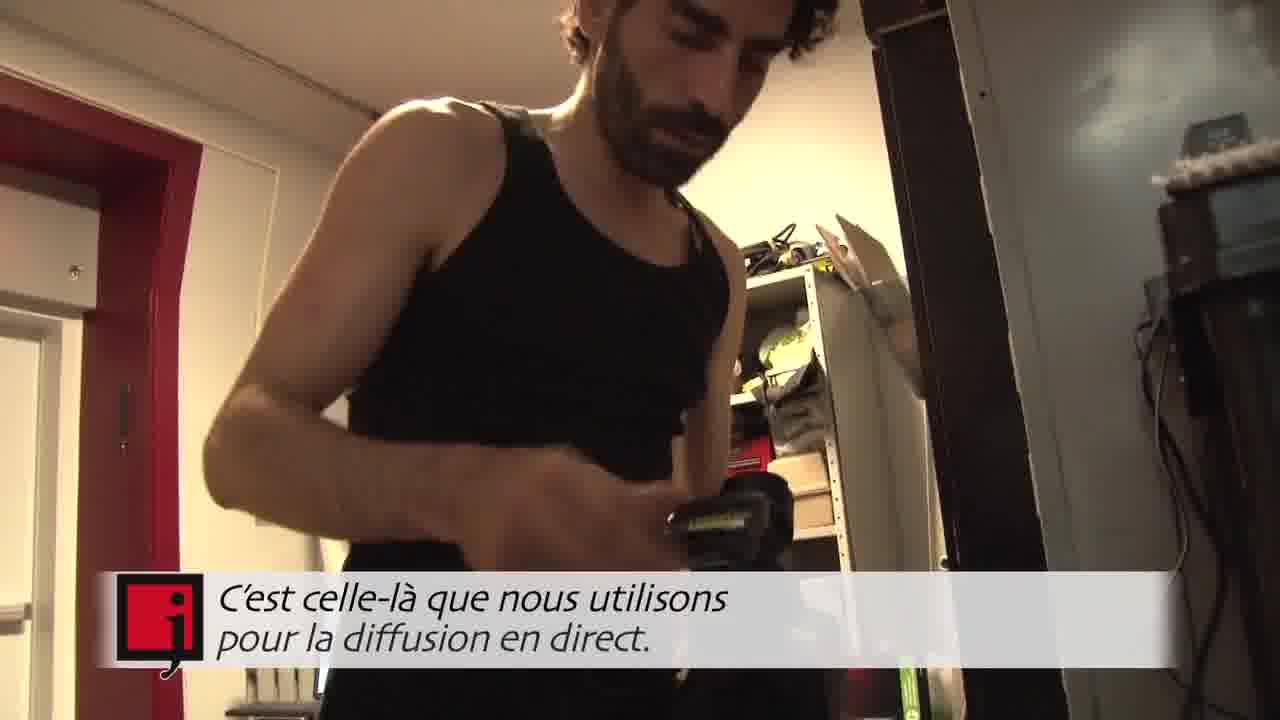 j
C'est celle-là que nous utilisons
pour la diffusion en direct.